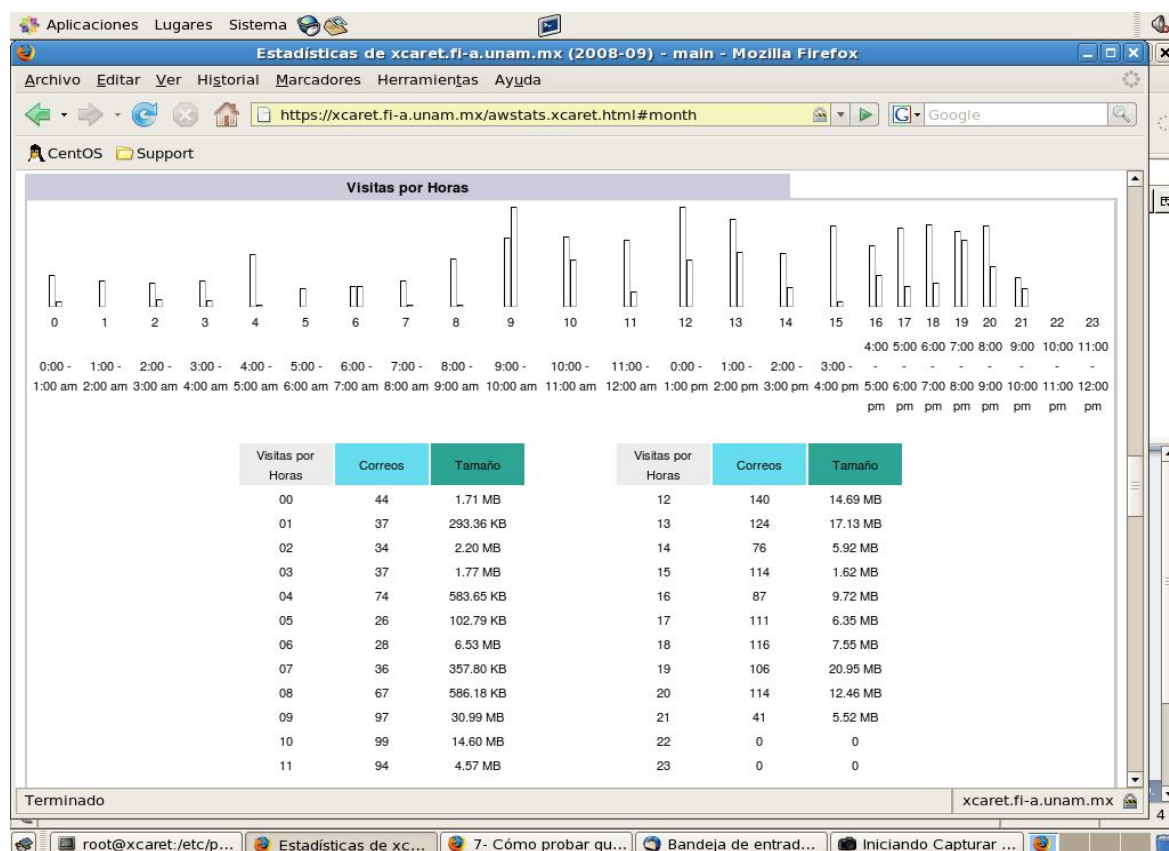 Aplicaciones Lugares Sistema
Estadísticas de xcaret.fi-a.unam.mx (2008-09) - main - Mozilla Firefox
Archivo Editar Ver Historial Marcadores Herramientas Ayuda
https://xcaret.fi-a.unam.mx/awstats.xcaret.html#month
G Google
CentOS Support
Visitas por Horas
0 1 2 3 4 5 6 7 8 9 10 11 12 13 14 15 16 17 18 19 20 21 22 23
4:00 5:00 6:00 7:00 8:00 9:00 10:00 11:00
0:00 - 1:00 - 2:00 - 3:00 - 4:00 - 5:00 - 6:00 - 7:00 - 8:00 - 9:00 - 10:00 - 11:00 - 0:00 - 1:00 - 2:00 - 3:00 - - - - - - - - -
1:00 am 2:00 am 3:00 am 4:00 am 5:00 am 6:00 am 7:00 am 8:00 am 9:00 am 10:00 am 11:00 am 12:00 am 1:00 pm 2:00 pm 3:00 pm 4:00 pm 5:00 6:00 7:00 8:00 9:00 10:00 11:00 12:00
pm pm pm pm pm pm pm pm
Visitas por Horas Correos Tamaño
00 44 1.71 MB
01 37 293.36 KB
02 34 2.20 MB
03 37 1.77 MB
04 74 583.65 KB
05 26 102.79 KB
06 28 6.53 MB
07 36 357.80 KB
08 67 586.18 KB
09 97 30.99 MB
10 99 14.60 MB
11 94 4.57 MB
Visitas por Horas Correos Tamaño
12 140 14.69 MB
13 124 17.13 MB
14 76 5.92 MB
15 114 1.62 MB
16 87 9.72 MB
17 111 6.35 MB
18 116 7.55 MB
19 106 20.95 MB
20 114 12.46 MB
21 41 5.52 MB
22 0 0
23 0 0
Terminado xcaret.fi-a.unam.mx
4
root@xcaret:/etc/p... Estadísticas de xc... 7- Cómo probar qu... Bandeja de entrad... Iniciando Capturar ...